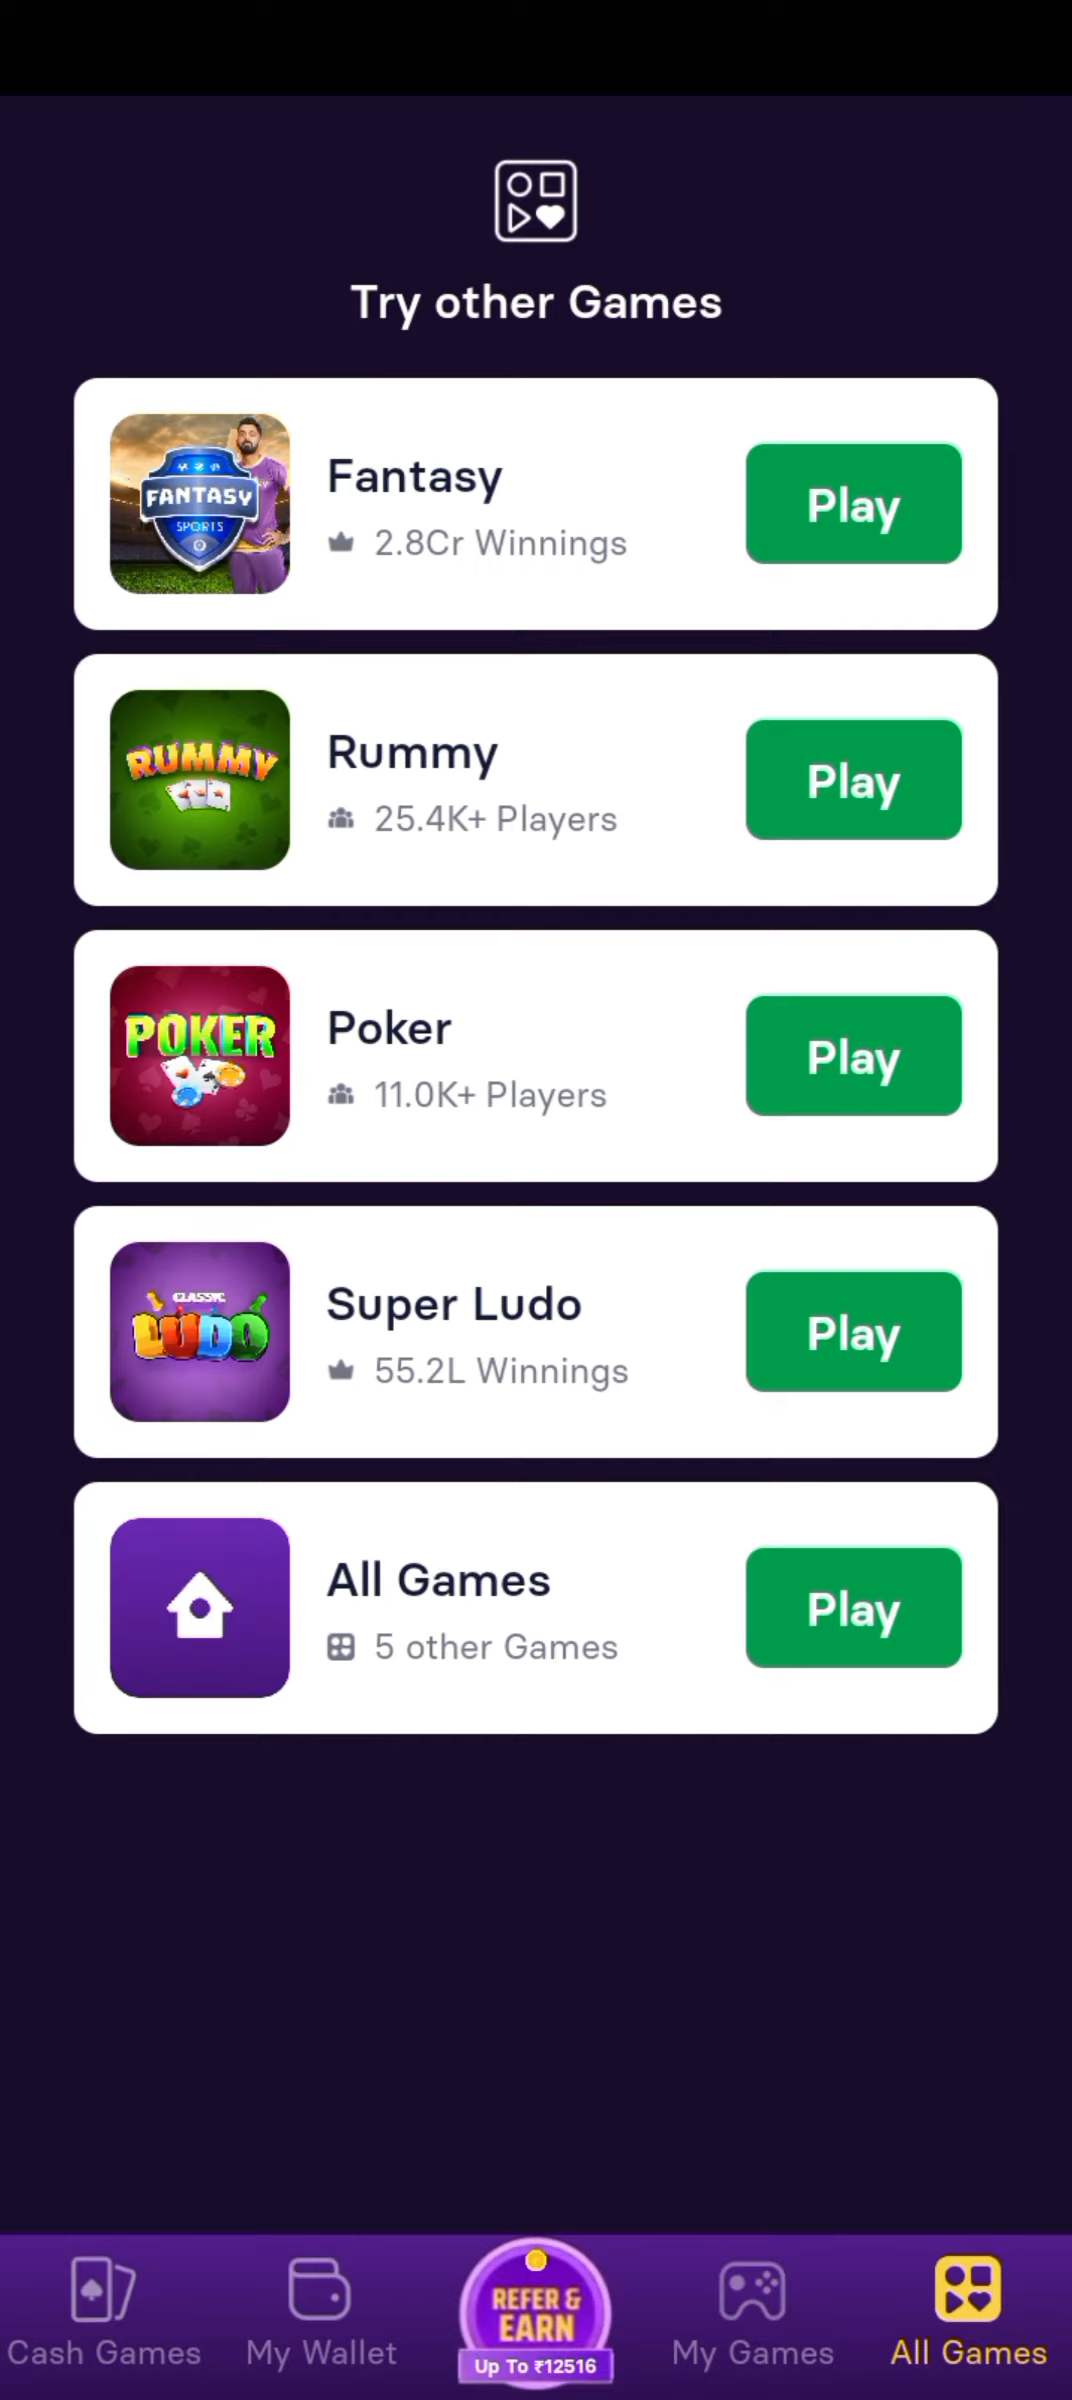 Try other Games
FANTASY
SPORTS
Fantasy
2.8Cr Winnings
Play
RUMMY
Rummy
25.4K+ Players
Play
POKER
Poker
11.0K+ Players
Play
CLASSIC
LUDO
Super Ludo
55.2L Winnings
Play
All Games
5 other Games
Play
Cash Games
My Wallet
REFER &
EARN
Up To ₹12516
My Games
All Games